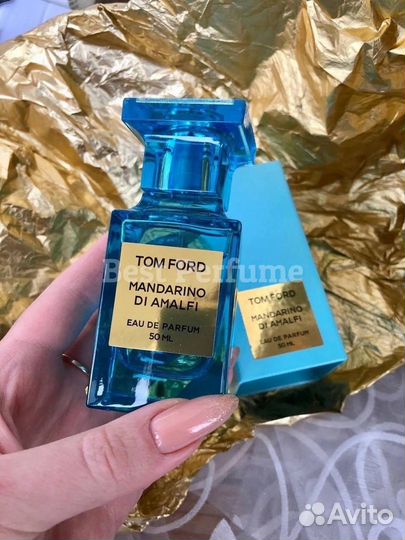 Best Perfume
TOM FORD
MANDARINO
DI AMALFI
EAU DE PARFUM
50 ML
TOM FORD
MANDARINO
DI AMALFI
EAU DE PARFUM
50 ML
Avito